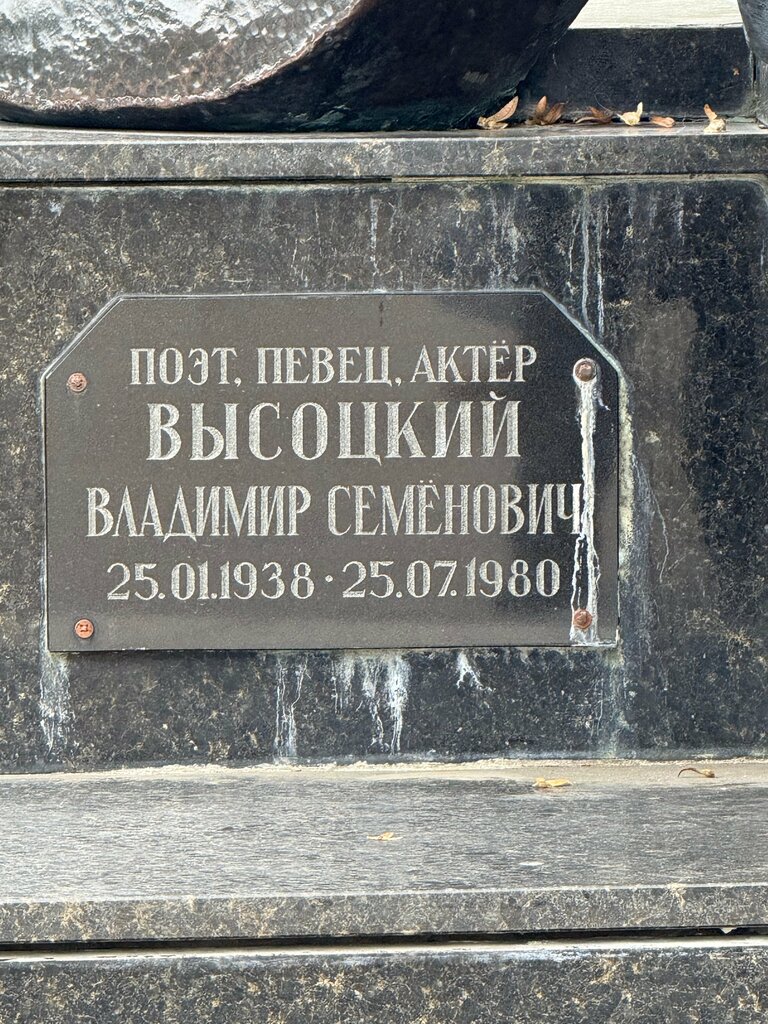 ПОЭТ, ПЕВЕЦ, АКТЁР
ВЫСОЦКИЙ
ВЛАДИМИР СЕМЁНОВИЧ
25.01.1938 · 25.07.1980